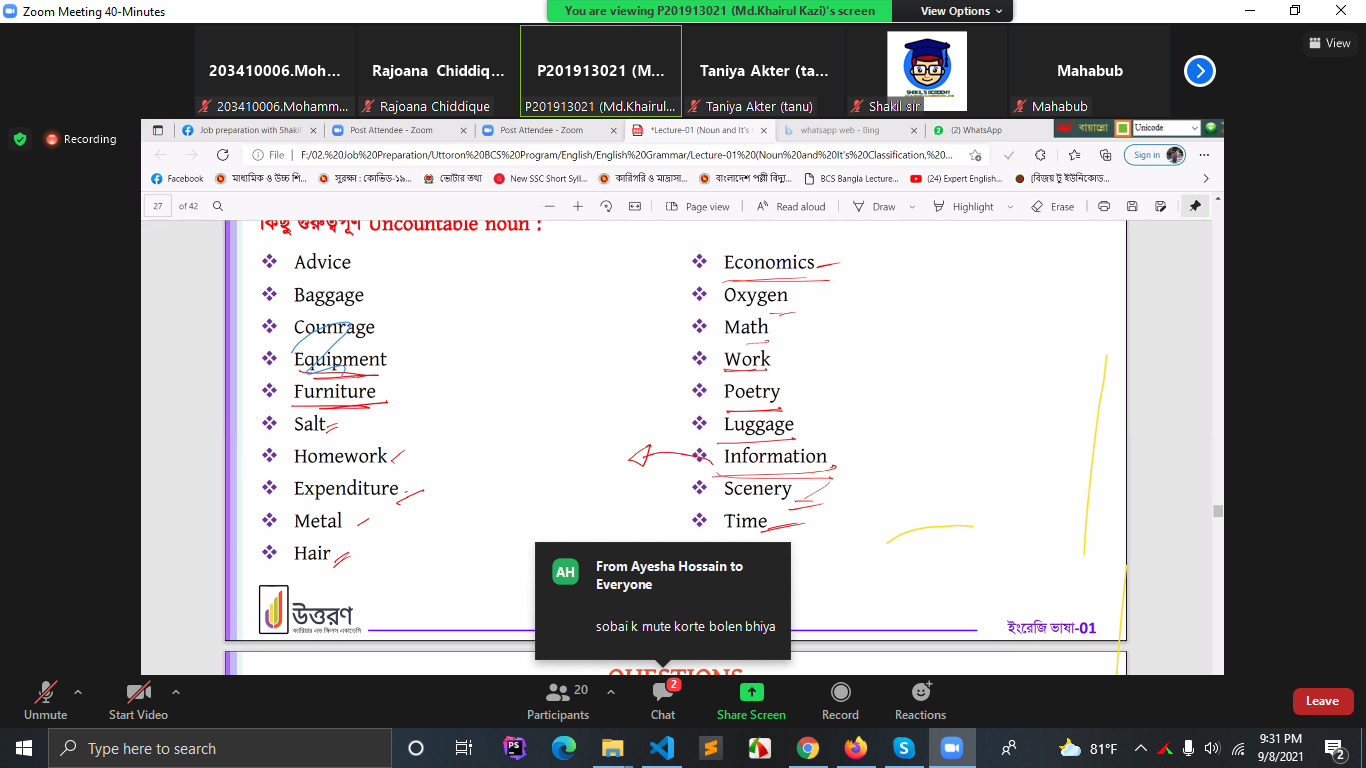 Zoom Meeting 40-Minutes
You are viewing P201913021 (Md.Khairul Kazi)'s screen
View Options
203410006.Moh...
203410006.Mohamm...
Rajoana Chiddiq...
Rajoana Chiddique
P201913021 (M...
P201913021 (Md.Khairul...
Taniya Akter (ta...
Taniya Akter (tanu)
SHAKIL'S ACADEMY
Shakil sir
Mahabub
Mahabub
View
Recording
Job preparation with Shaki
Post Attendee - Zoom
Post Attendee - Zoom
*Lecture-01 (Noun and It's
whatsapp web - Bing
(2) WhatsApp
বায়ান্নো
Unicode
File
F:/02.%20Job%20Preparation/Uttoron%20BCS%20Program/English/English%20Grammar/Lecture-01%20(Noun%20and%20It's%20Classification,%20...
Sign in
Facebook
মাধ্যমিক ও উচ্চ শি...
সুরক্ষা : কোভিড-১৯...
ভোটার তথ্য
New SSC Short Syll...
কারিগরি ও মাদ্রাসা...
বাংলাদেশ পল্লী বিদ্যু...
BCS Bangla Lecture...
(24) Expert English...
[বিজয় টু ইউনিকোড...
27 of 42
Page view
Read aloud
Draw
Highlight
Erase
কিছু গুরুত্বপূর্ণ Uncountable noun :
Advice
Baggage
Counrage
Equipment
Furniture
Salt
Homework
Expenditure
Metal
Hair
Economics
Oxygen
Math
Work
Poetry
Luggage
Information
Scenery
Time
উত্তরণ
ক্যারিয়ার এন্ড স্কিলস একাডেমি
ইংরেজি ভাষা-01
QUESTIONS
AH
From Ayesha Hossain to
Everyone
sobai k mute korte bolen bhiya
Unmute
Start Video
20
Participants
2
Chat
Share Screen
Record
Reactions
Leave
Type here to search
PS
81°F
9:31 PM
9/8/2021
2